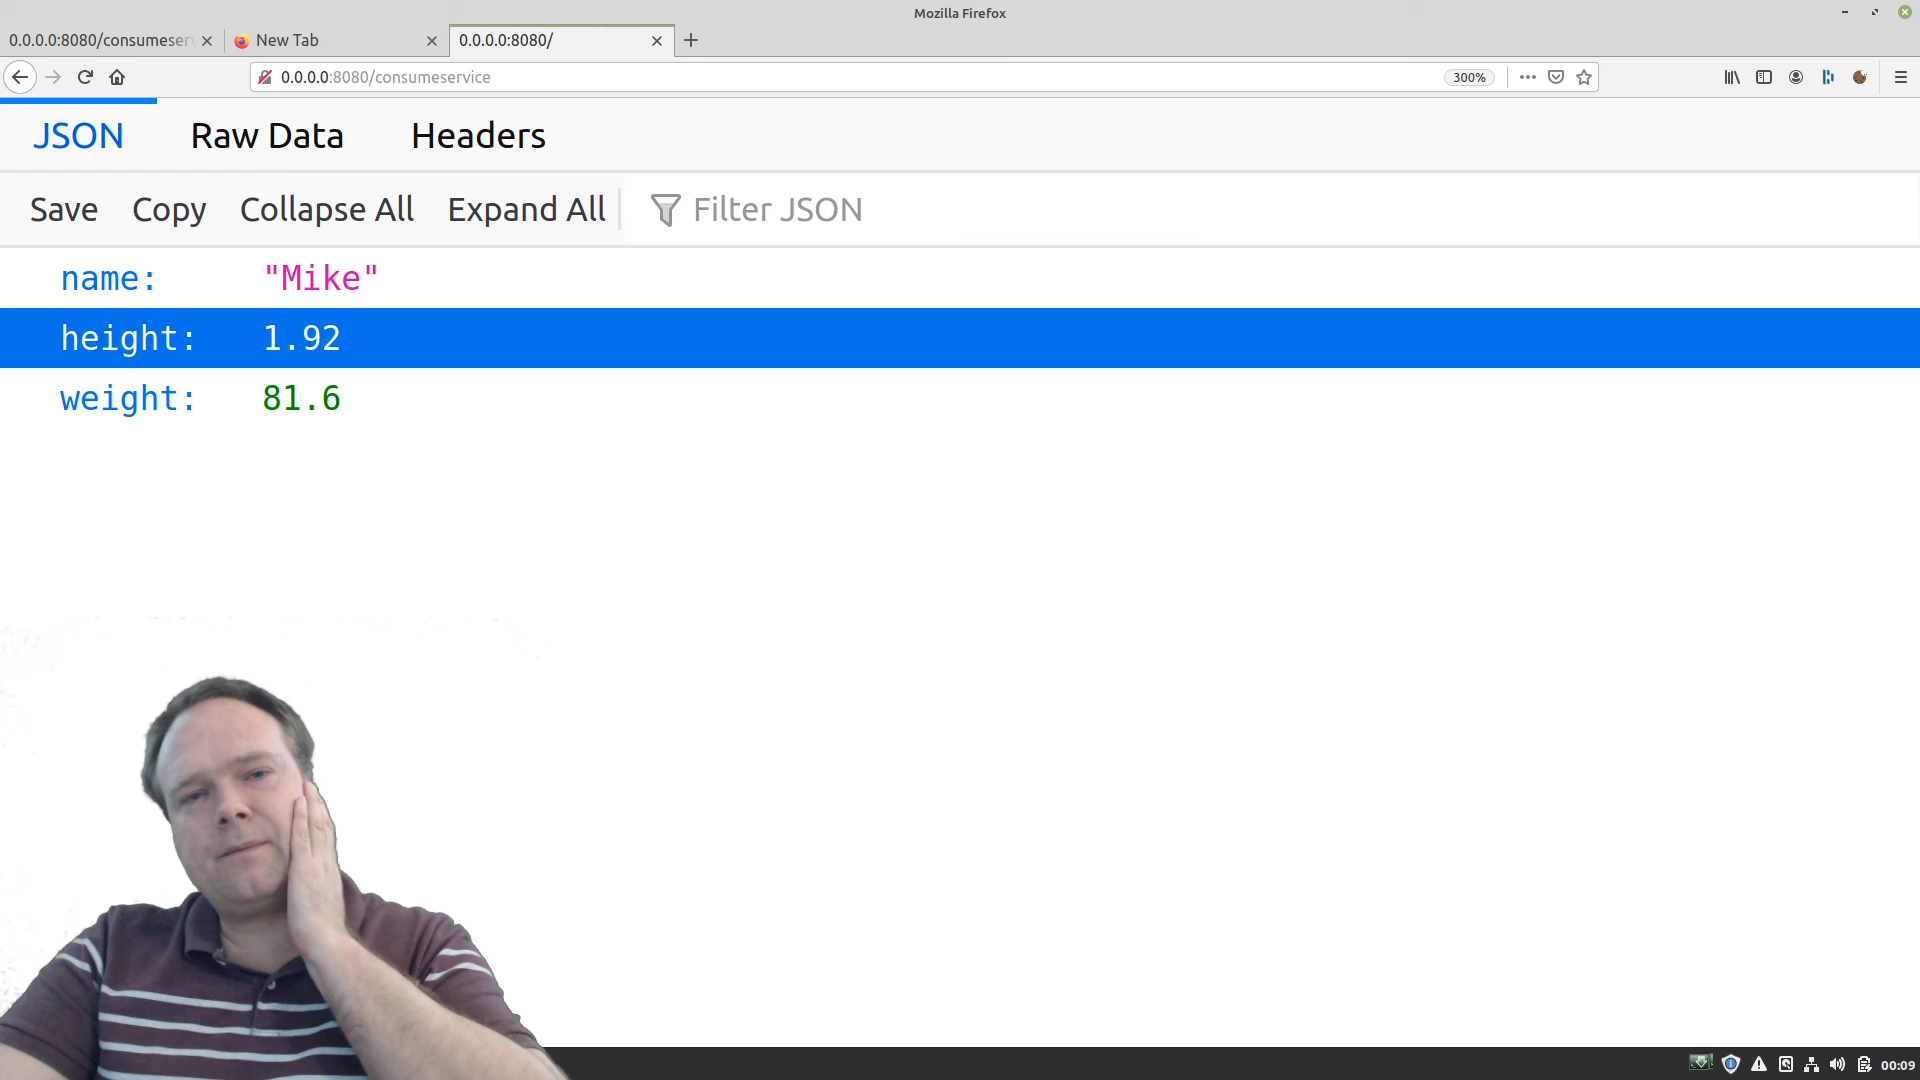 Mozilla Firefox
0.0.0.0:8080/consumeserv
New Tab
0.0.0.0:8080/
0.0.0.0:8080/consumeservice
300%
JSON Raw Data Headers
Save Copy Collapse All Expand All Filter JSON
name: "Mike"
height: 1.92
weight: 81.6
00:09